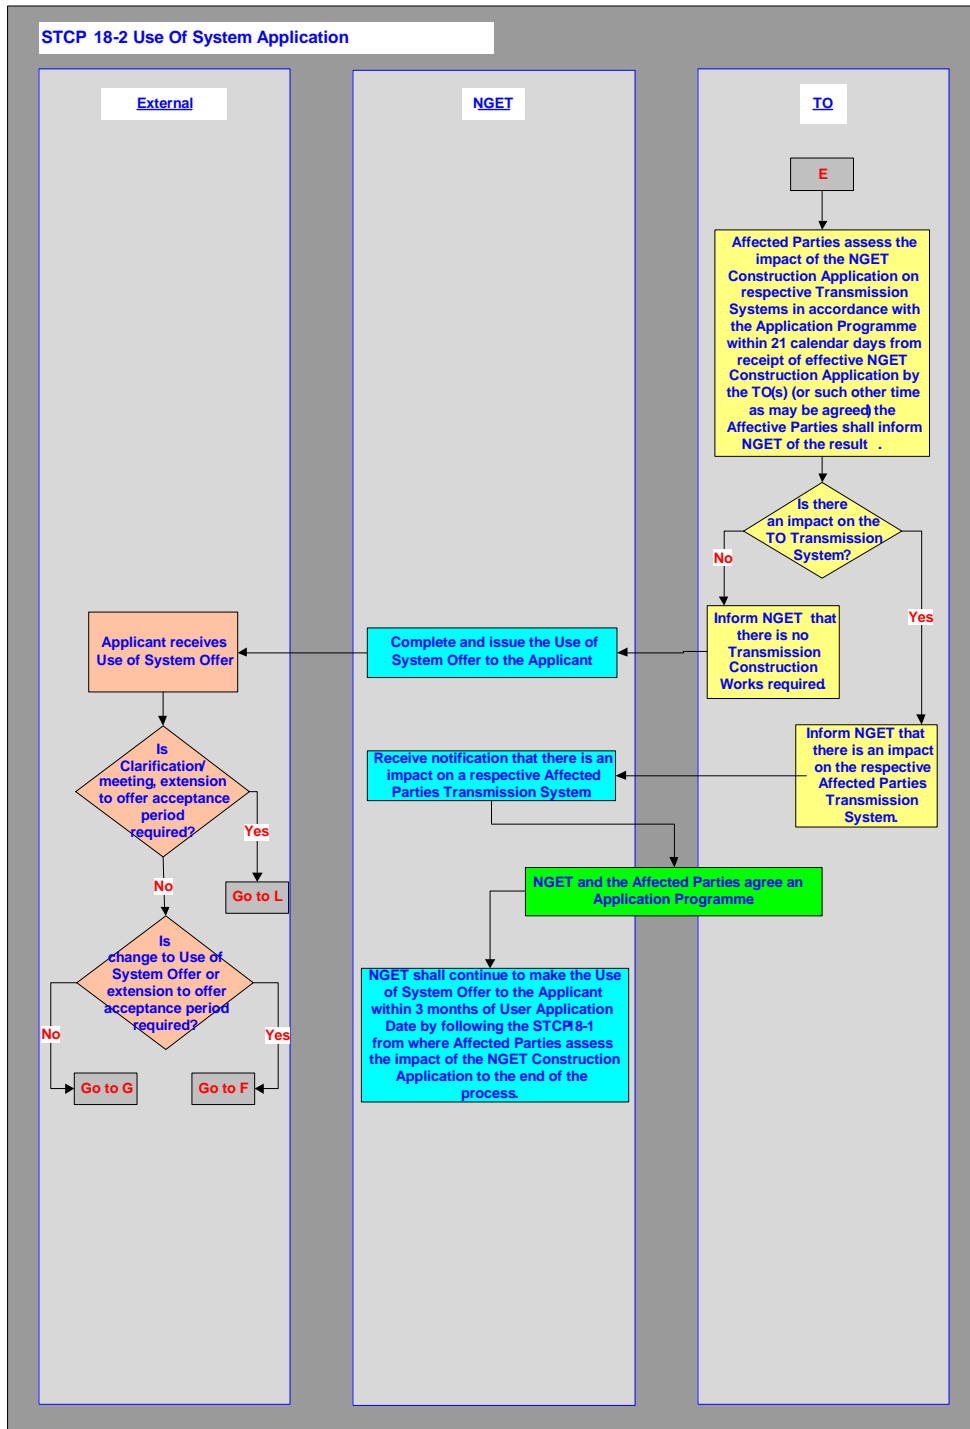 STCP 18-2 Use Of System Application
External
NGET
TO
E
Affected Parties assess the
impact of the NGET
Construction Application on
respective Transmission
Systems in accordance with
the Application Programme
within 21 calendar days from
receipt of effective NGET
Construction Application by
the TO(s) (or such other time
as may be agreed) the
Affective Parties shall inform
NGET of the result .
Is there
an impact on the
TO Transmission
System?
No
Yes
Inform NGET that
there is no
Transmission
Construction
Works required.
Complete and issue the Use of
System Offer to the Applicant
Applicant receives
Use of System Offer
Inform NGET that
there is an impact
on the respective
Affected Parties
Transmission
System.
Receive notification that there is an
impact on a respective Affected
Parties Transmission System
Is
Clarification/
meeting, extension
to offer acceptance
period
required?
Yes
No
Go to L
NGET and the Affected Parties agree an
Application Programme
Is
change to Use of
System Offer or
extension to offer
acceptance period
required?
No
Yes
Go to G
Go to F
NGET shall continue to make the Use
of System Offer to the Applicant
within 3 months of User Application
Date by following the STCP18-1
from where Affected Parties assess
the impact of the NGET Construction
Application to the end of the
process.